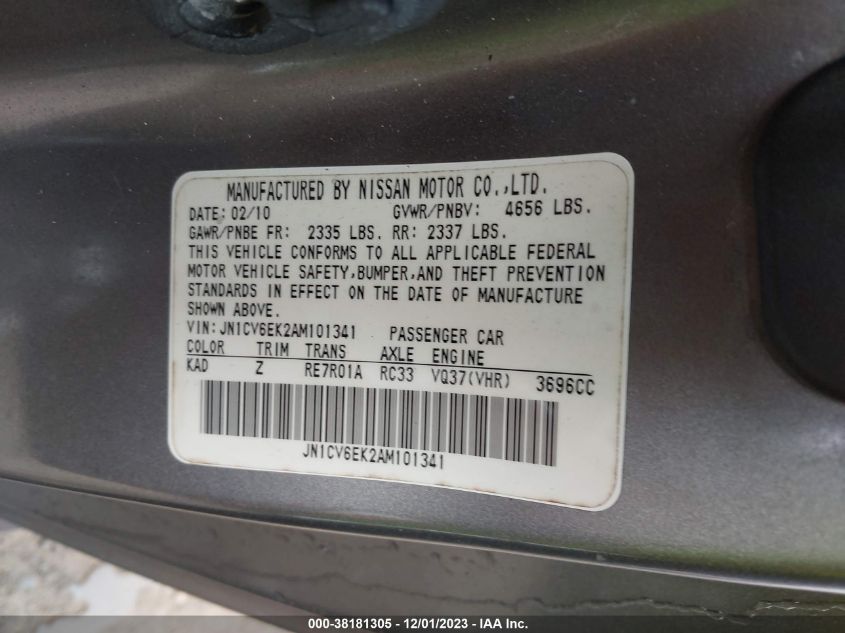 MANUFACTURED BY NISSAN MOTOR CO.,LTD.
DATE: 02/10 GVWR/PNBV: 4656 LBS.
GAWR/PNBE FR: 2335 LBS. RR: 2337 LBS.
THIS VEHICLE CONFORMS TO ALL APPLICABLE FEDERAL
MOTOR VEHICLE SAFETY,BUMPER,AND THEFT PREVENTION
STANDARDS IN EFFECT ON THE DATE OF MANUFACTURE
SHOWN ABOVE.
VIN:JN1CV6EK2AM101341 PASSENGER CAR
COLOR TRIM TRANS AXLE ENGINE
KAD Z RE7R01A RC33 VQ37(VHR) 3696CC
JN1CV6EK2AM101341
000-38181305 - 12/01/2023 - IAA Inc.